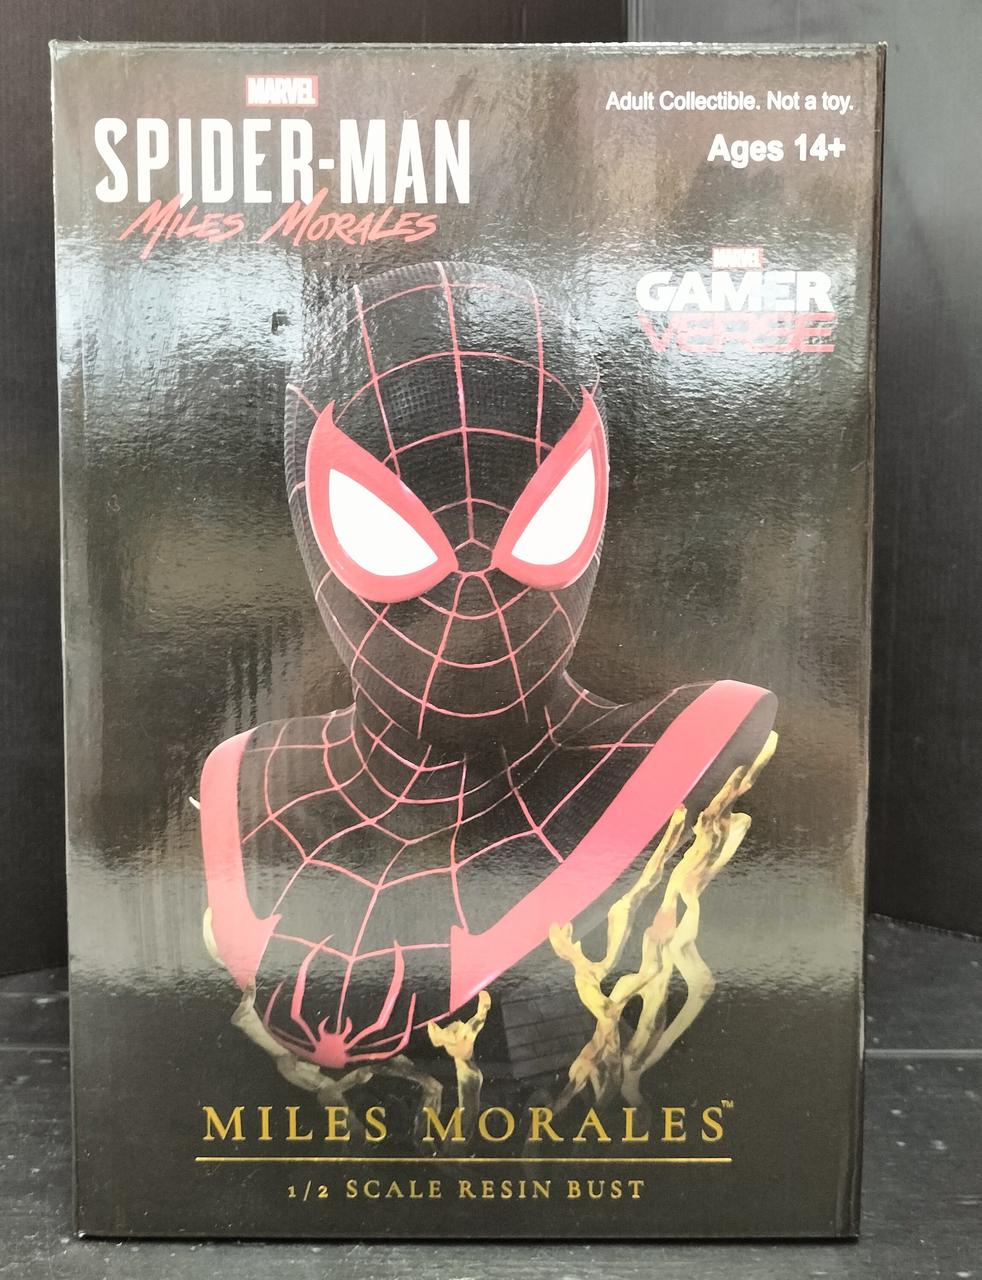 MARVEL
SPIDER-MAN
MILES MORALES
Adult Collectible. Not a toy.
Ages 14+
MARVEL
GAMER
VERSE
MILES MORALES™
1/2 SCALE RESIN BUST